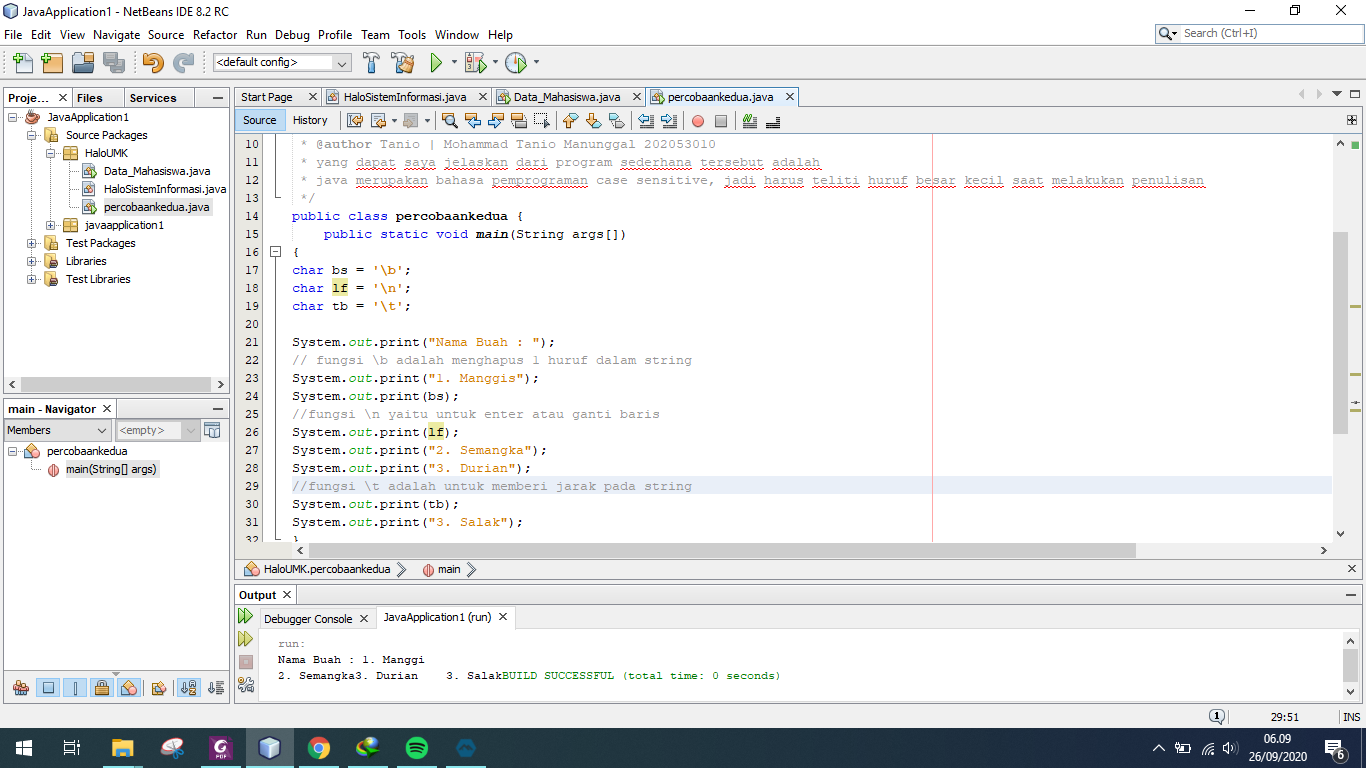 JavaApplication1 - NetBeans IDE 8.2 RC
File Edit View Navigate Source Refactor Run Debug Profile Team Tools Window Help
Search (Ctrl+I)
<default config>
Proje... Files Services
JavaApplication1
Source Packages
HaloUMK
Data_Mahasiswa.java
HaloSistemInformasi.java
percobaankedua.java
javaapplication1
Test Packages
Libraries
Test Libraries
main - Navigator
Members <empty>
percobaankedua
main(String[] args)
Start Page HaloSistemInformasi.java Data_Mahasiswa.java percobaankedua.java
Source History
10 * @author Tanio | Mohammad Tanio Manunggal 202053010
11 * yang dapat saya jelaskan dari program sederhana tersebut adalah
12 * java merupakan bahasa pemprograman case sensitive, jadi harus teliti huruf besar kecil saat melakukan penulisan
13 */
14 public class percobaankedua {
15 public static void main(String args[])
16 {
17 char bs = '\b';
18 char lf = '\n';
19 char tb = '\t';
20
21 System.out.print("Nama Buah : ");
22 // fungsi \b adalah menghapus 1 huruf dalam string
23 System.out.print("1. Manggis");
24 System.out.print(bs);
25 //fungsi \n yaitu untuk enter atau ganti baris
26 System.out.print(lf);
27 System.out.print("2. Semangka");
28 System.out.print("3. Durian");
29 //fungsi \t adalah untuk memberi jarak pada string
30 System.out.print(tb);
31 System.out.print("3. Salak");
32 }
HaloUMK.percobaankedua main
Output
Debugger Console JavaApplication1 (run)
run:
Nama Buah : 1. Manggi
2. Semangka3. Durian    3. SalakBUILD SUCCESSFUL (total time: 0 seconds)
1 29:51 INS
PDF
06.09
26/09/2020
6